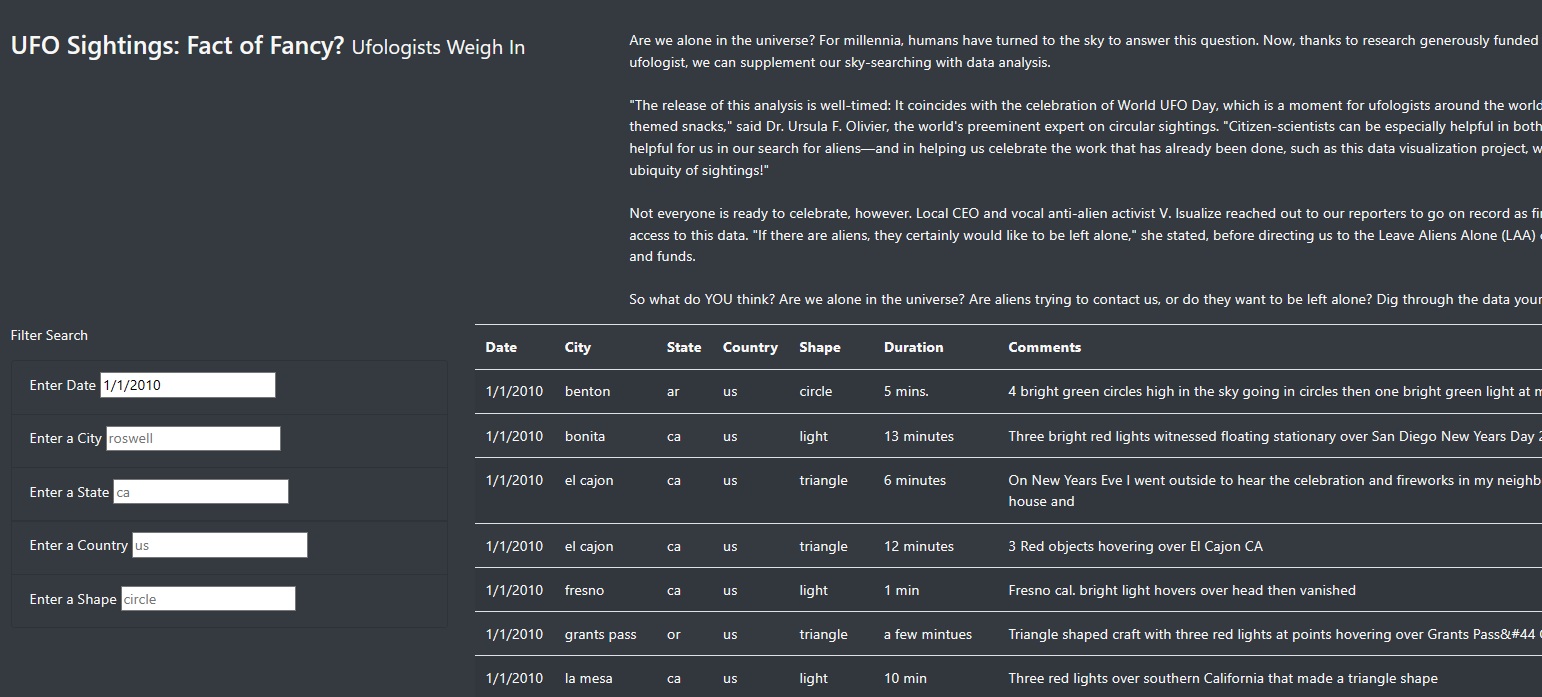 UFO Sightings: Fact of Fancy? Ufologists Weigh In
Are we alone in the universe? For millennia, humans have turned to the sky to answer this question. Now, thanks to research generously funded
ufologist, we can supplement our sky-searching with data analysis.
"The release of this analysis is well-timed: It coincides with the celebration of World UFO Day, which is a moment for ufologists around the world
themed snacks," said Dr. Ursula F. Olivier, the world's preeminent expert on circular sightings. "Citizen-scientists can be especially helpful in both
helpful for us in our search for aliens—and in helping us celebrate the work that has already been done, such as this data visualization project,
ubiquity of sightings!"
Not everyone is ready to celebrate, however. Local CEO and vocal anti-alien activist V. Isualize reached out to our reporters to go on record as
access to this data. "If there are aliens, they certainly would like to be left alone," she stated, before directing us to the Leave Aliens Alone (LAA)
and funds.
So what do YOU think? Are we alone in the universe? Are aliens trying to contact us, or do they want to be left alone? Dig through the data
Filter Search
Enter Date 1/1/2010
Enter a City roswell
Enter a State ca
Enter a Country us
Enter a Shape circle
Date City State Country Shape Duration Comments
1/1/2010 benton ar us circle 5 mins. 4 bright green circles high in the sky going in circles then one bright green light at
1/1/2010 bonita ca us light 13 minutes Three bright red lights witnessed floating stationary over San Diego New Years Day
1/1/2010 el cajon ca us triangle 6 minutes On New Years Eve I went outside to hear the celebration and fireworks in my
house and
1/1/2010 el cajon ca us triangle 12 minutes 3 Red objects hovering over El Cajon CA
1/1/2010 fresno ca us light 1 min Fresno cal. bright light hovers over head then vanished
1/1/2010 grants pass or us triangle a few mintues Triangle shaped craft with three red lights at points hovering over Grants Pass&#44
1/1/2010 la mesa ca us light 10 min Three red lights over southern California that made a triangle shape